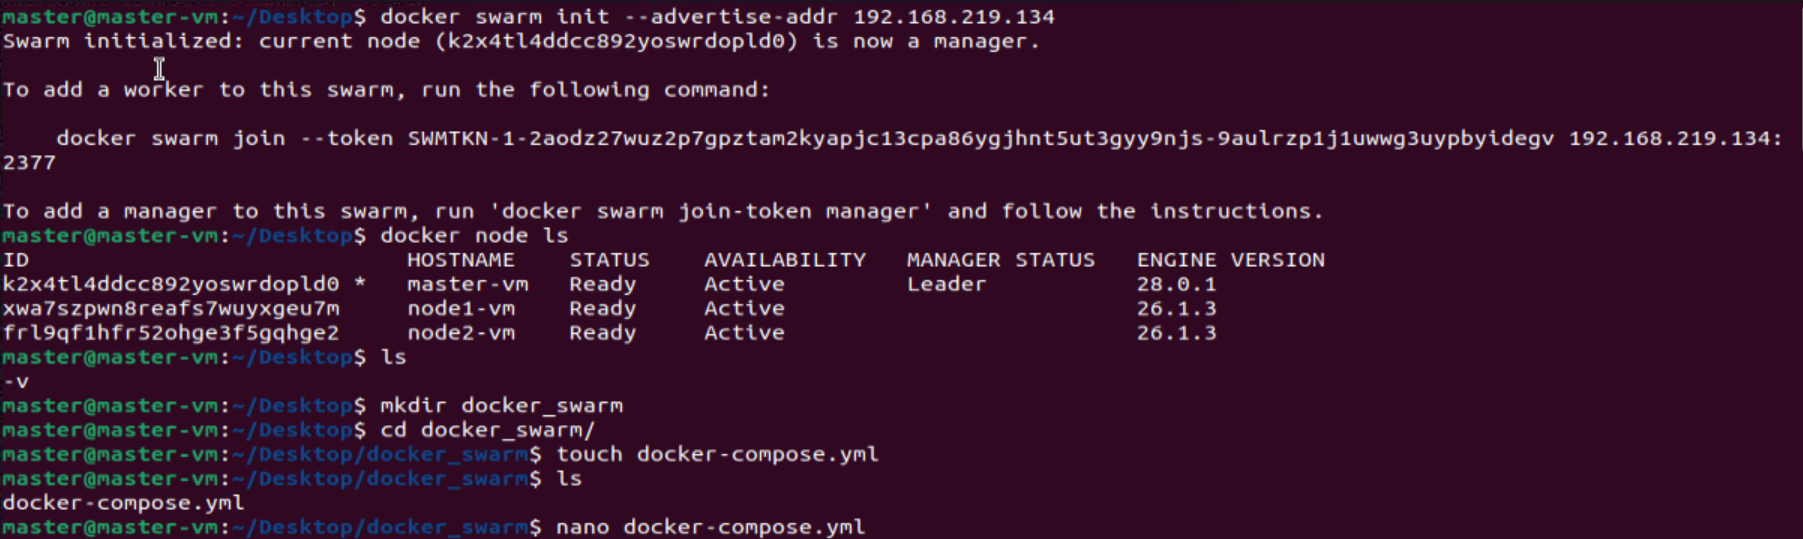 master@master-vm:~/Desktop$ docker swarm init --advertise-addr 192.168.219.134
Swarm initialized: current node (k2x4tl4ddcc892yoswrdopld0) is now a manager.
To add a worker to this swarm, run the following command:
    docker swarm join --token SWMTKN-1-2aodz27wuz2p7gpztam2kyapjc13cpa86ygjhnt5ut3gyy9njs-9aulrzp1j1uwwg3uypbyidegv 192.168.219.134:
2377
To add a manager to this swarm, run 'docker swarm join-token manager' and follow the instructions.
master@master-vm:~/Desktop$ docker node ls
ID                            HOSTNAME    STATUS    AVAILABILITY   MANAGER STATUS   ENGINE VERSION
k2x4tl4ddcc892yoswrdopld0 *   master-vm   Ready     Active         Leader           28.0.1
xwa7szpwn8reafs7wuyxgeu7m     node1-vm    Ready     Active                          26.1.3
frl9qf1hfr52ohge3f5gqhge2     node2-vm    Ready     Active                          26.1.3
master@master-vm:~/Desktop$ ls
-v
master@master-vm:~/Desktop$ mkdir docker_swarm
master@master-vm:~/Desktop$ cd docker_swarm/
master@master-vm:~/Desktop/docker_swarm$ touch docker-compose.yml
master@master-vm:~/Desktop/docker_swarm$ ls
docker-compose.yml
master@master-vm:~/Desktop/docker_swarm$ nano docker-compose.yml